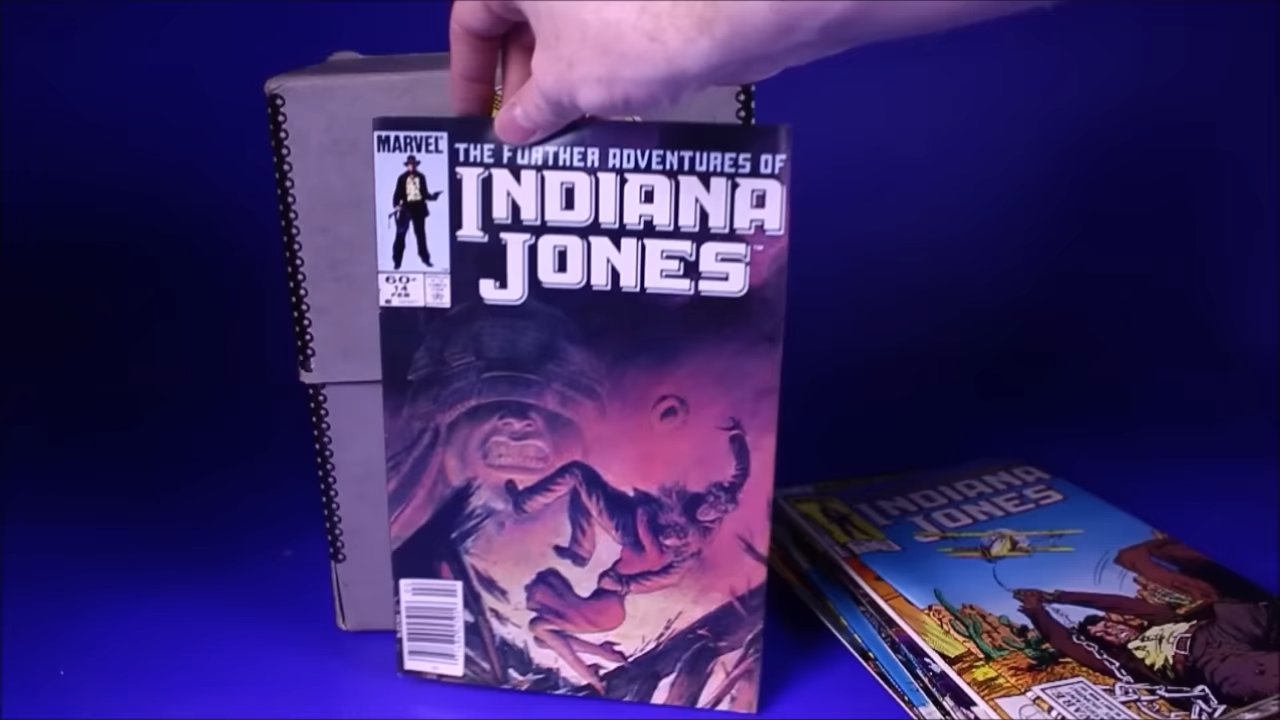 MARVEL
THE FURTHER ADVENTURES OF
INDIANA
JONES
60¢
14
FEB
INDIANA
JONES